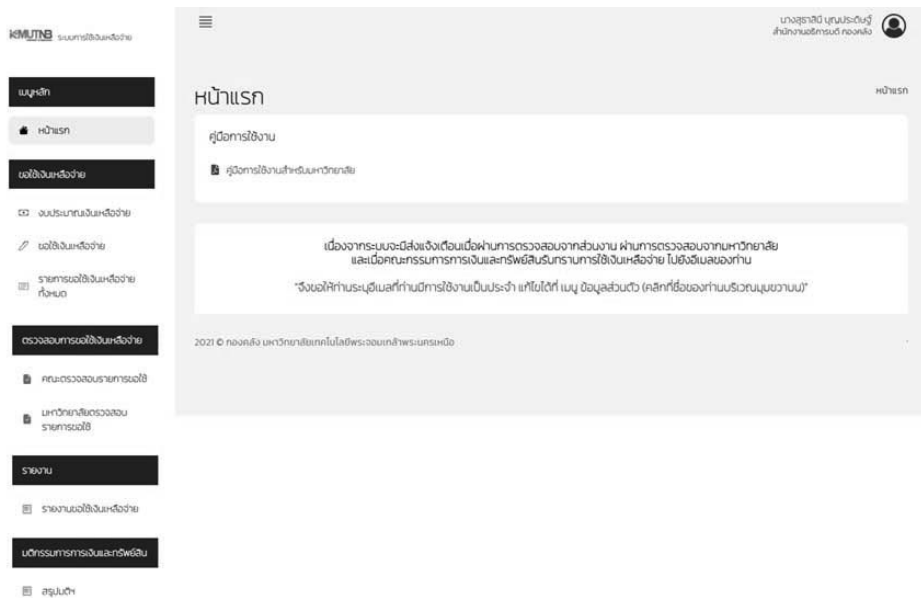 KMUTNB ระบบการใช้เงินเหลือจ่าย
นางสุธาสินี บุญประดิษฐ์
สำนักงานอธิการบดี กองคลัง
เมนูหลัก
หน้าแรก
ขอใช้เงินเหลือจ่าย
งบประมาณเงินเหลือจ่าย
ขอใช้เงินเหลือจ่าย
รายการขอใช้เงินเหลือจ่าย
ทั้งหมด
ตรวจสอบการขอใช้เงินเหลือจ่าย
คณะตรวจสอบรายการขอใช้
มหาวิทยาลัยตรวจสอบ
รายการขอใช้
รายงาน
รายงานขอใช้เงินเหลือจ่าย
มติกรรมการการเงินและทรัพย์สิน
สรุปมติฯ
หน้าแรก
หน้าแรก
คู่มือการใช้งาน
คู่มือการใช้งานสำหรับมหาวิทยาลัย
เนื่องจากระบบจะมีส่งแจ้งเตือนเมื่อผ่านการตรวจสอบจากส่วนงาน ผ่านการตรวจสอบจากมหาวิทยาลัย
และเมื่อคณะกรรมการการเงินและทรัพย์สินรับทราบการใช้เงินเหลือจ่าย ไปยังอีเมลของท่าน
"จึงขอให้ท่านระบุอีเมลที่ท่านมีการใช้งานเป็นประจำ แก้ไขได้ที่ เมนู ข้อมูลส่วนตัว (คลิกที่ชื่อของท่านบริเวณมุมขวาบน)"
2021 © กองคลัง มหาวิทยาลัยเทคโนโลยีพระจอมเกล้าพระนครเหนือ